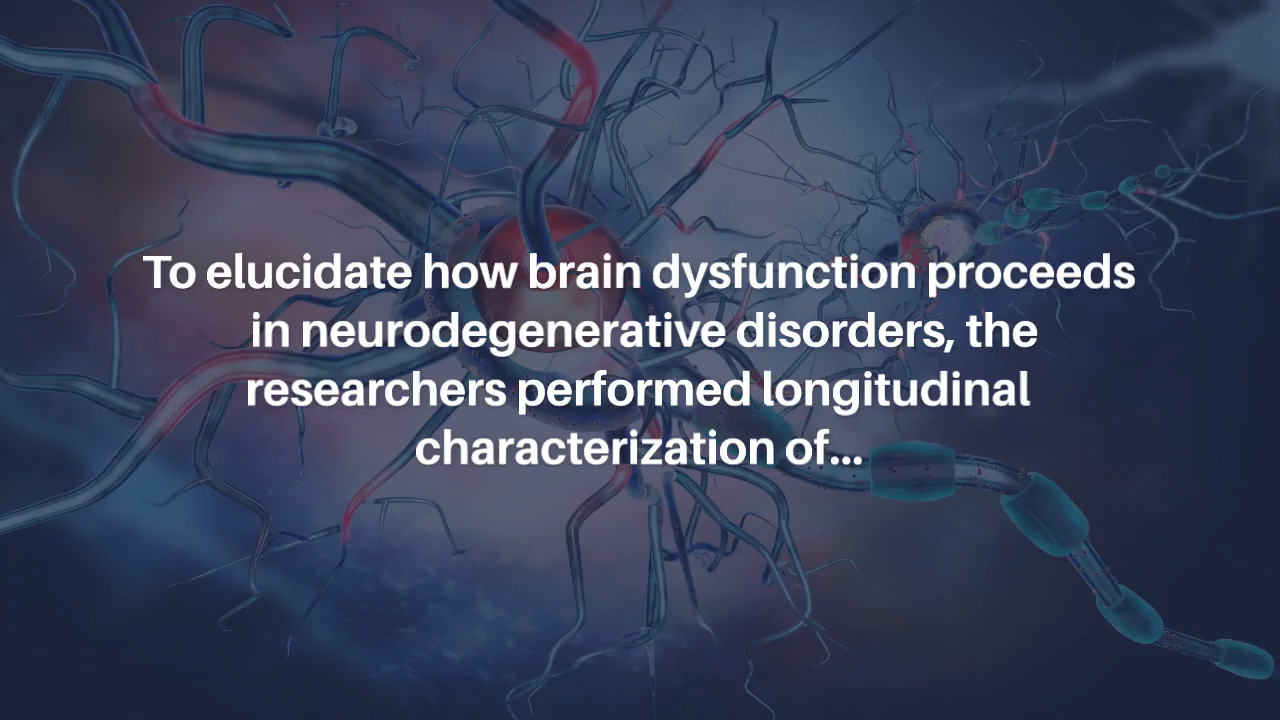 To elucidate how brain dysfunction proceeds
in neurodegenerative disorders, the
researchers performed longitudinal
characterization of...